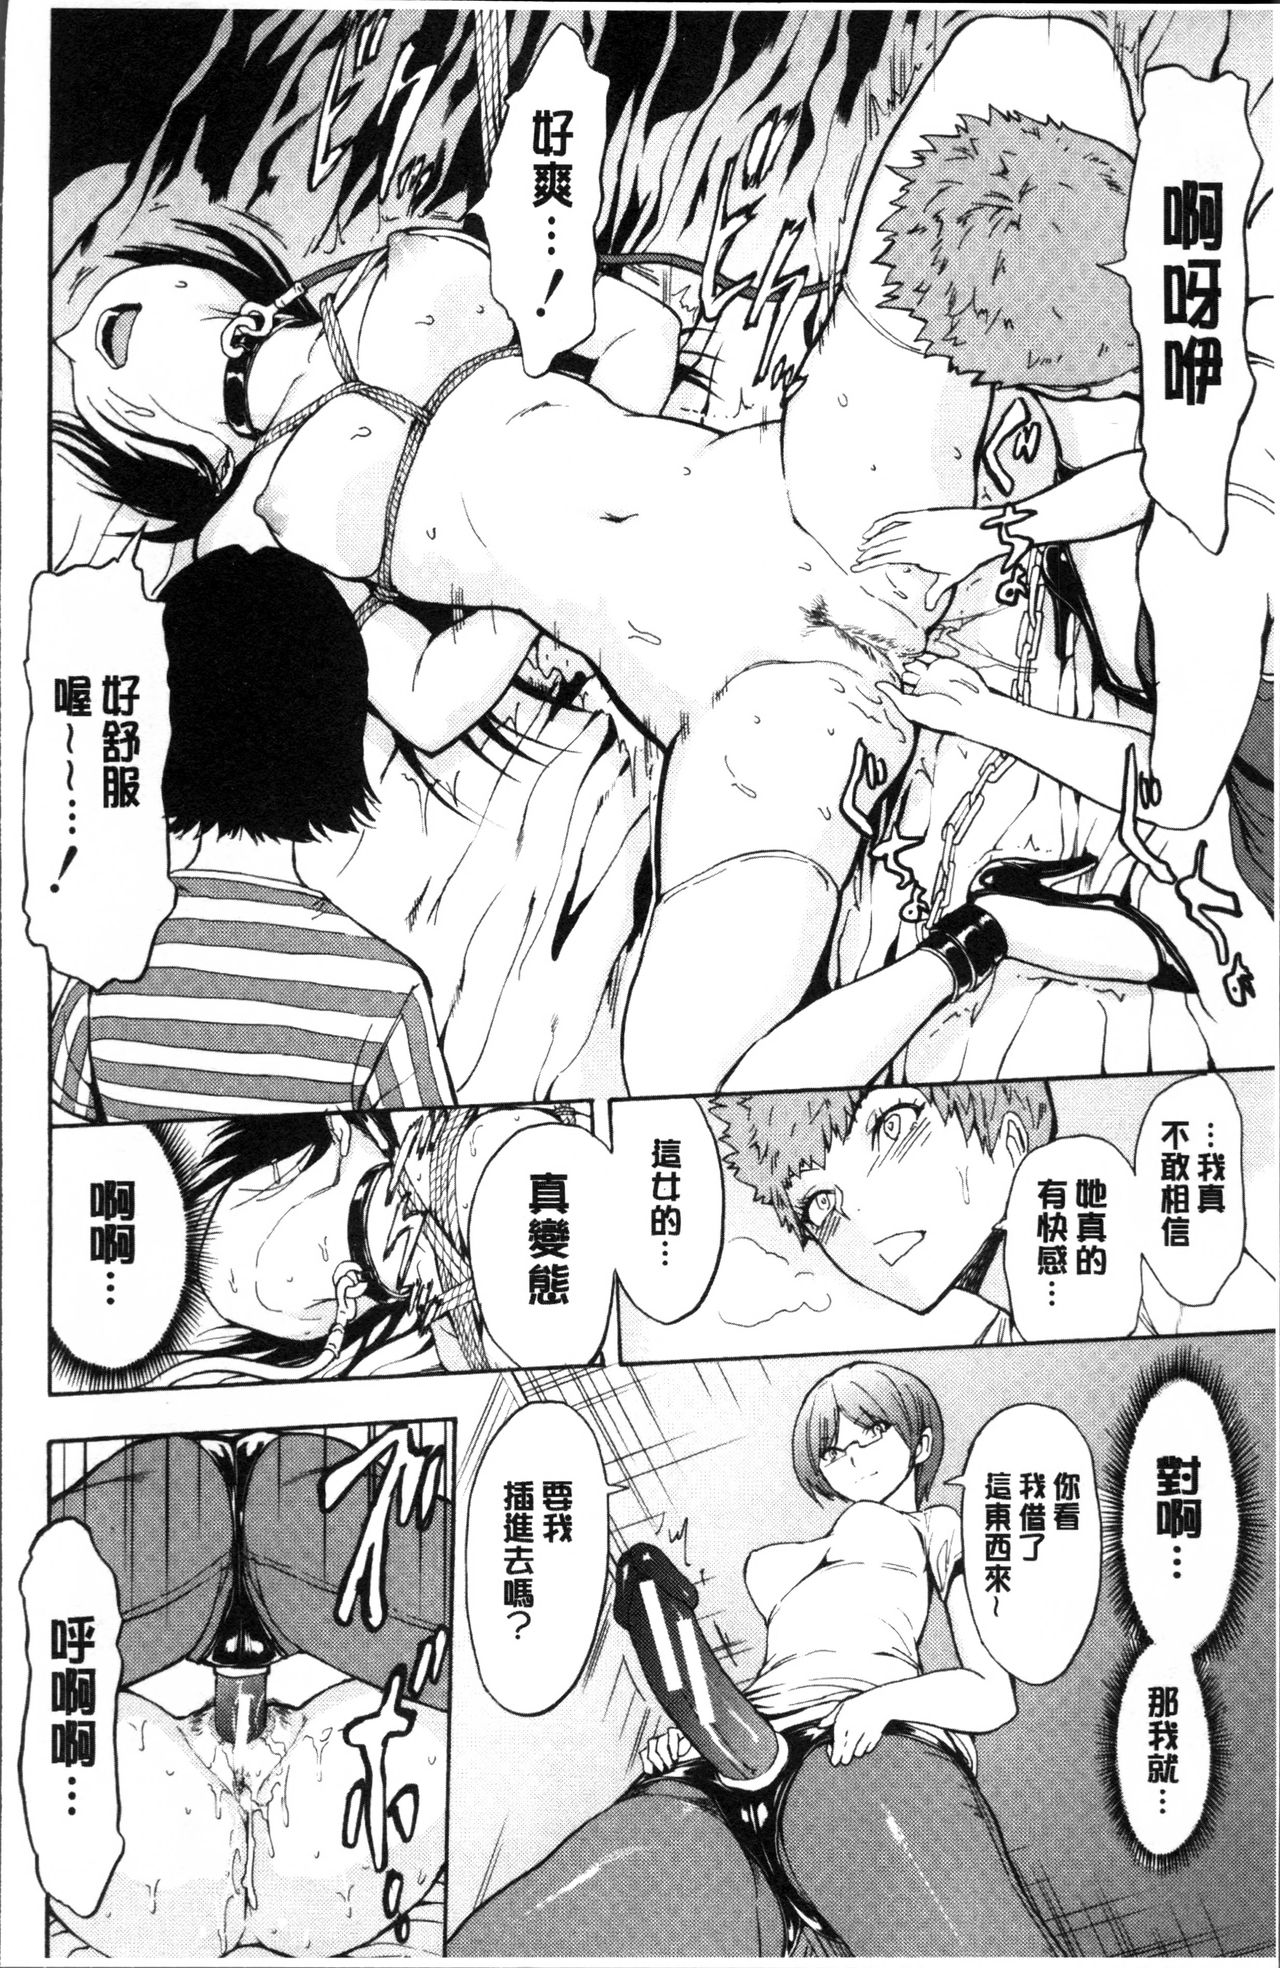 啊呀咿
好爽…！
好舒服
喔~~…！
…我真
不敢相信
她真的
有快感…
這女的…
真變態
啊啊…
對啊…
那我就…
你看
我借了
這東西來~
要我
插進去嗎？
呼啊啊啊…